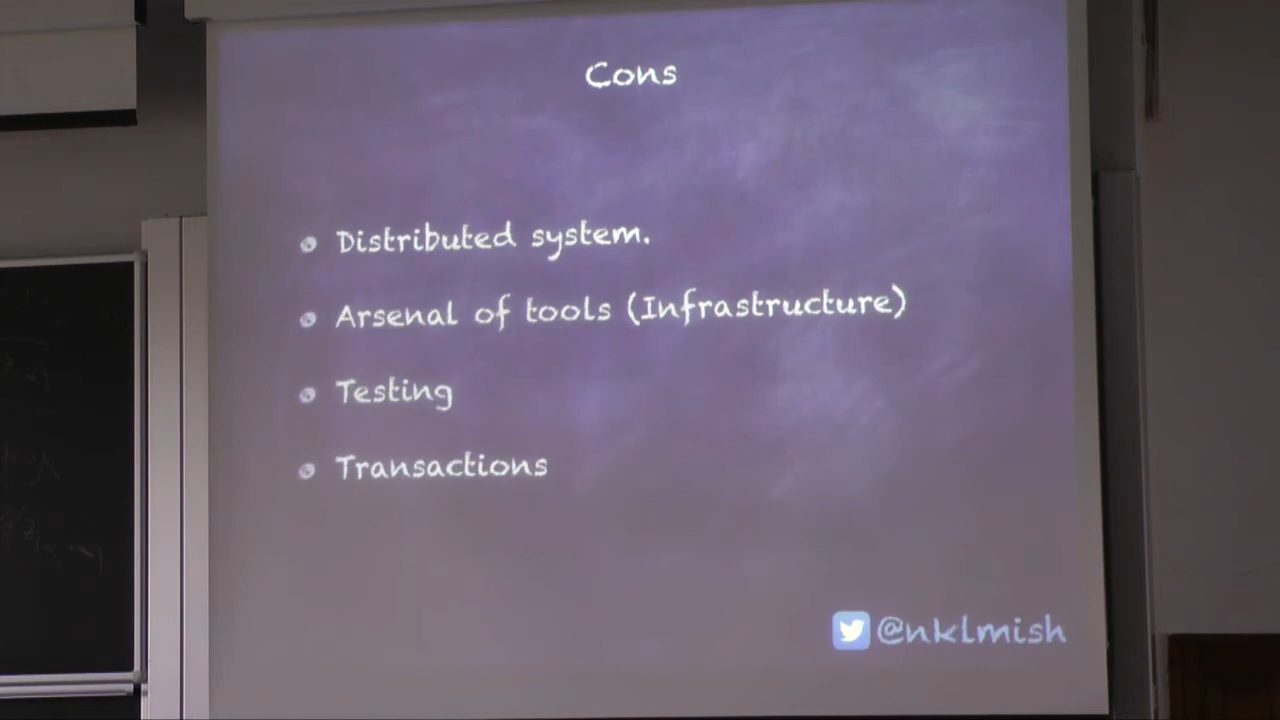 Cons
Distributed system.
Arsenal of tools (Infrastructure)
Testing
Transactions
@nklmish